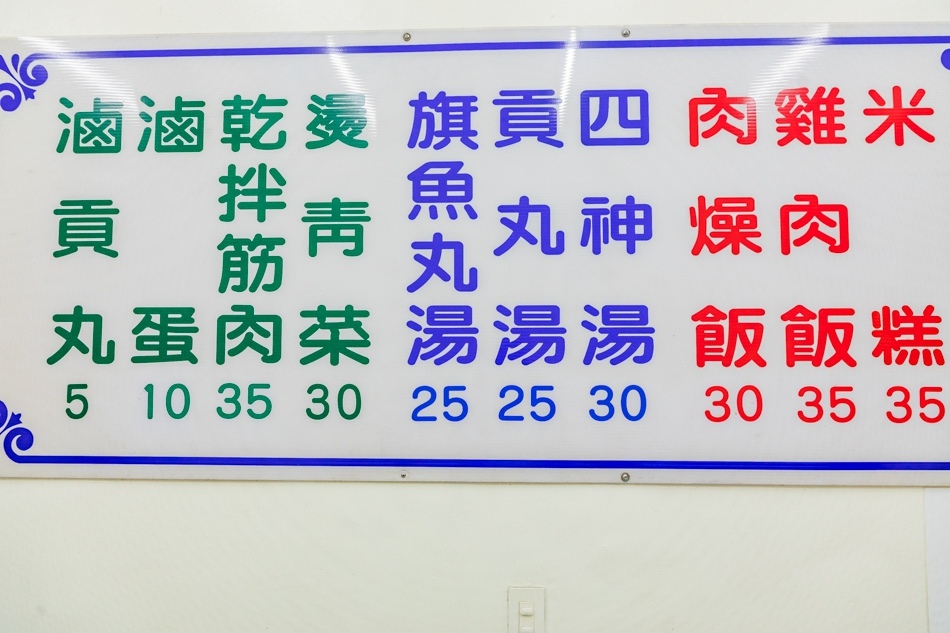 米糕 35
雞肉飯 35
肉燥飯 30
四神湯 30
貢丸湯 25
旗魚丸湯 25
燙青菜 30
乾拌筋肉 35
滷蛋 10
滷貢丸 5